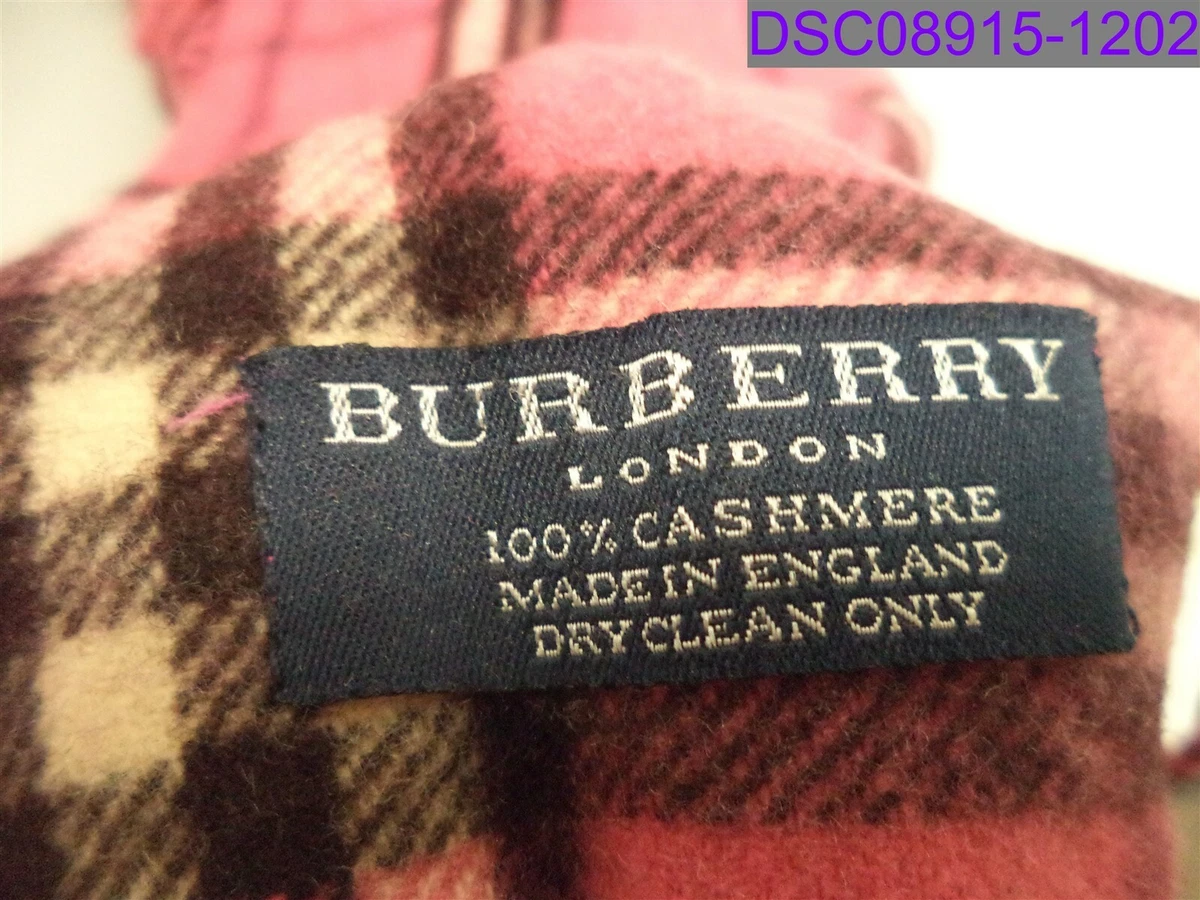 DSC08915-1202
BURBERRY
LONDON
100% CASHMERE
MADE IN ENGLAND
DRY CLEAN ONLY